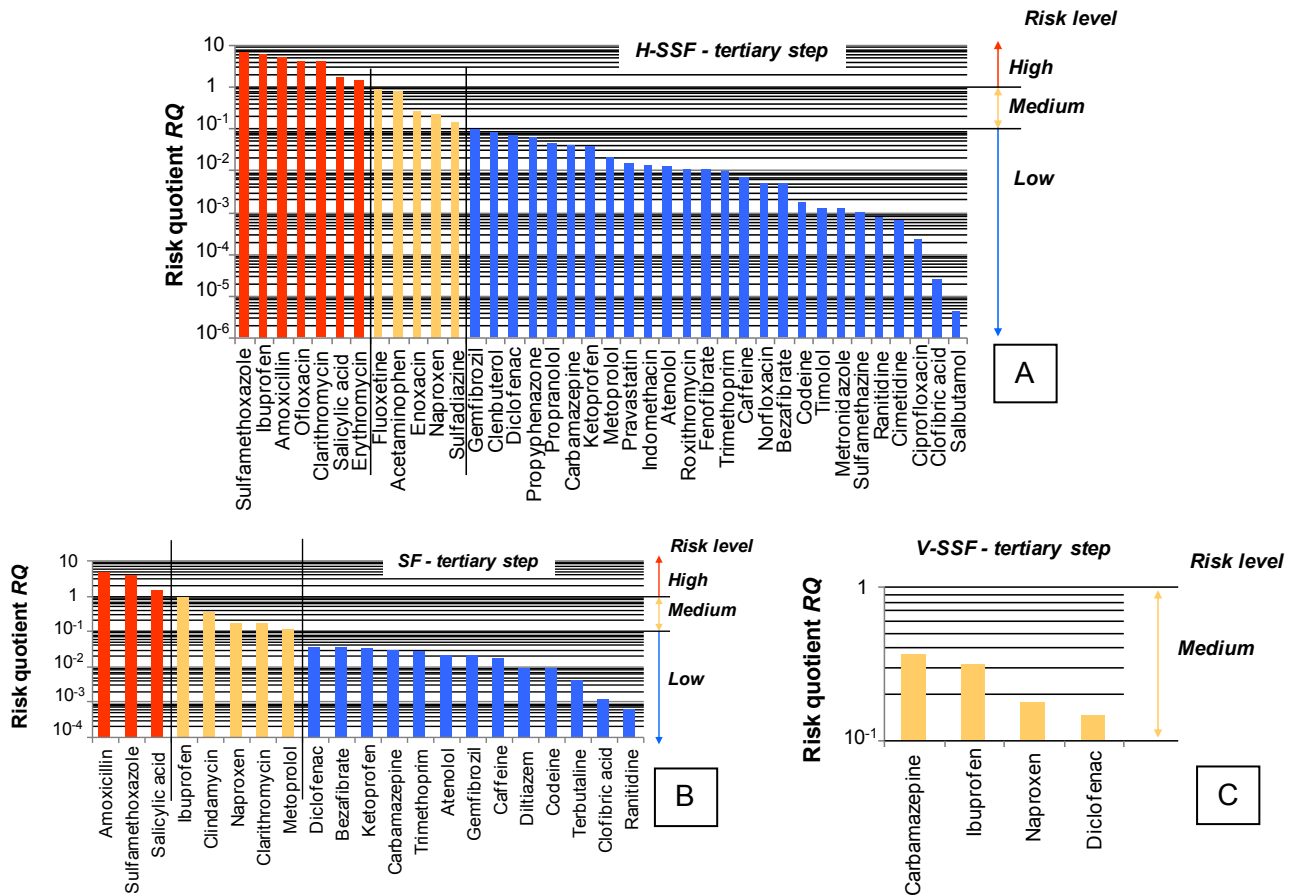 Risk level
H-SSF - tertiary step
High
Medium
Low
Risk quotient RQ
10
1
10-1
10-2
10-3
10-4
10-5
10-6
Sulfamethoxazole
Ibuprofen
Amoxicillin
Ofloxacin
Clarithromycin
Salicylic acid
Erythromycin
Fluoxetine
Acetaminophen
Enoxacin
Naproxen
Sulfadiazine
Gemfibrozil
Clenbuterol
Diclofenac
Propyphenazone
Propranolol
Carbamazepine
Ketoprofen
Metoprolol
Pravastatin
Indomethacin
Atenolol
Roxithromycin
Fenofibrate
Trimethoprim
Caffeine
Norfloxacin
Bezafibrate
Codeine
Timolol
Metronidazole
Sulfamethazine
Ranitidine
Cimetidine
Ciprofloxacin
Clofibric acid
Salbutamol
A
Risk level
SF - tertiary step
High
Medium
Low
Risk quotient RQ
10
1
10-1
10-2
10-3
10-4
Amoxicillin
Sulfamethoxazole
Salicylic acid
Ibuprofen
Clindamycin
Naproxen
Clarithromycin
Metoprolol
Diclofenac
Bezafibrate
Ketoprofen
Carbamazepine
Trimethoprim
Atenolol
Gemfibrozil
Caffeine
Diltiazem
Codeine
Terbutaline
Clofibric acid
Ranitidine
B
V-SSF - tertiary step
Risk level
Medium
Risk quotient RQ
1
10-1
Carbamazepine
Ibuprofen
Naproxen
Diclofenac
C